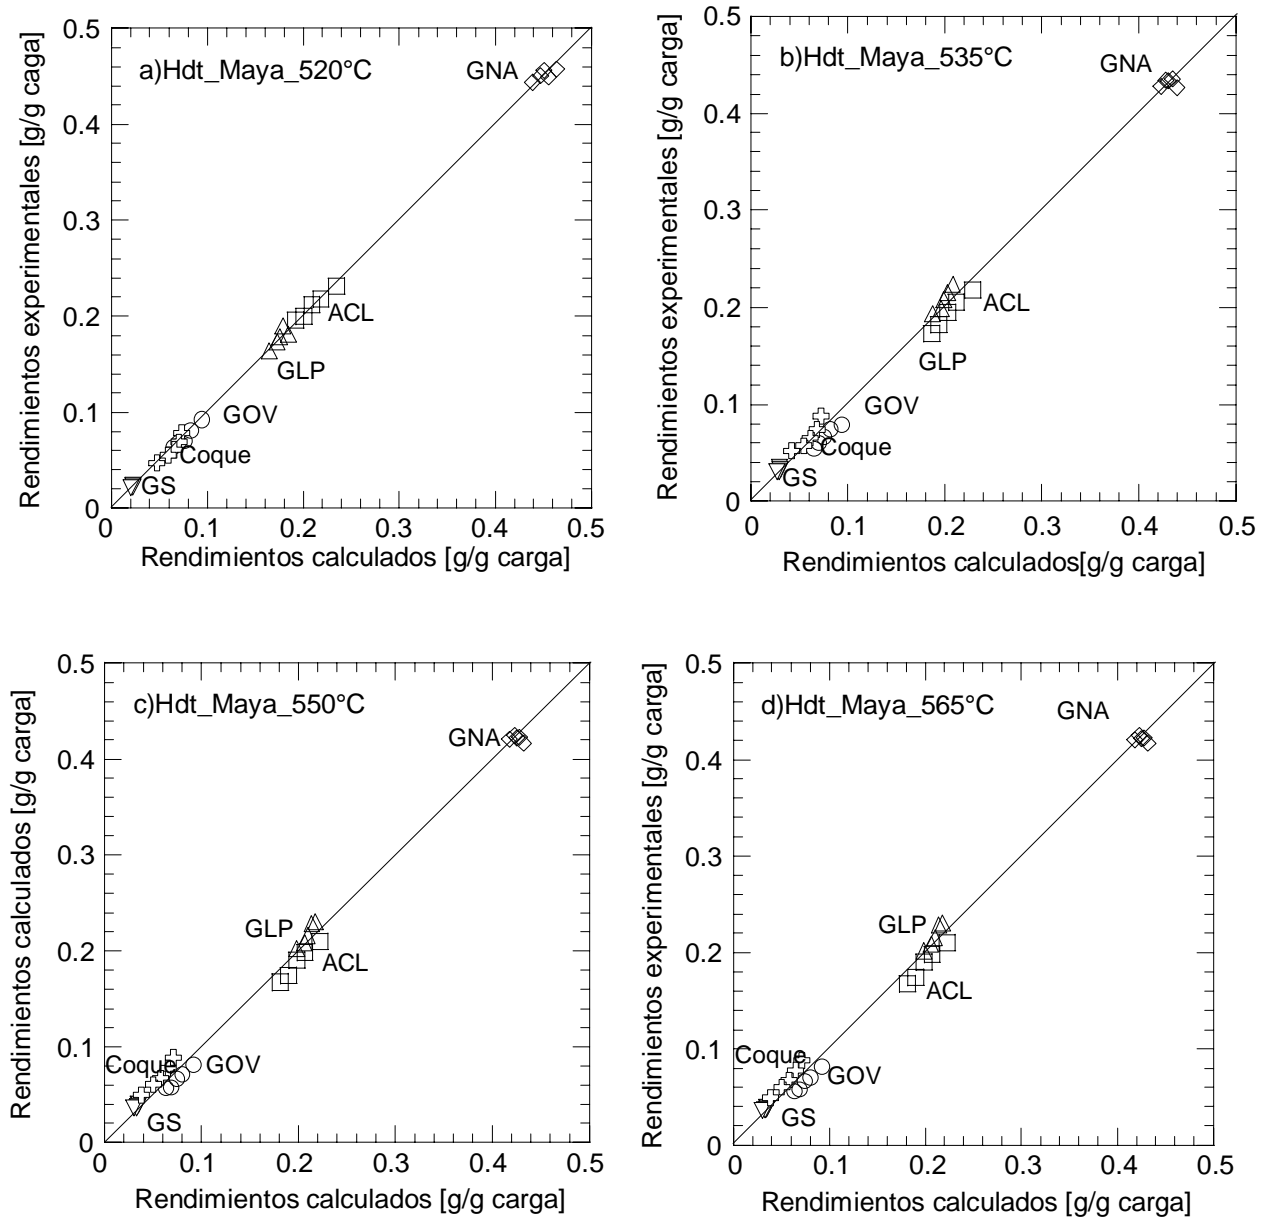 a)Hdt_Maya_520°C
GNA
ACL
GLP
GOV
Coque
GS
0.5
0.4
0.3
0.2
0.1
0
0 0.1 0.2 0.3 0.4 0.5
Rendimientos experimentales [g/g caga]
Rendimientos calculados [g/g carga]
b)Hdt_Maya_535°C
GNA
ACL
GLP
GOV
Coque
GS
0.5
0.4
0.3
0.2
0.1
0
0 0.1 0.2 0.3 0.4 0.5
Rendimientos experimentales [g/g carga]
Rendimientos calculados[g/g carga]
c)Hdt_Maya_550°C
GNA
GLP
ACL
Coque
GOV
GS
0.5
0.4
0.3
0.2
0.1
0
0 0.1 0.2 0.3 0.4 0.5
Rendimientos calculados [g/g carga]
Rendimientos calculados [g/g carga]
d)Hdt_Maya_565°C
GNA
GLP
ACL
Coque
GOV
GS
0.5
0.4
0.3
0.2
0.1
0
0 0.1 0.2 0.3 0.4 0.5
Rendimientos experimentales [g/g carga]
Rendimientos calculados [g/g carga]